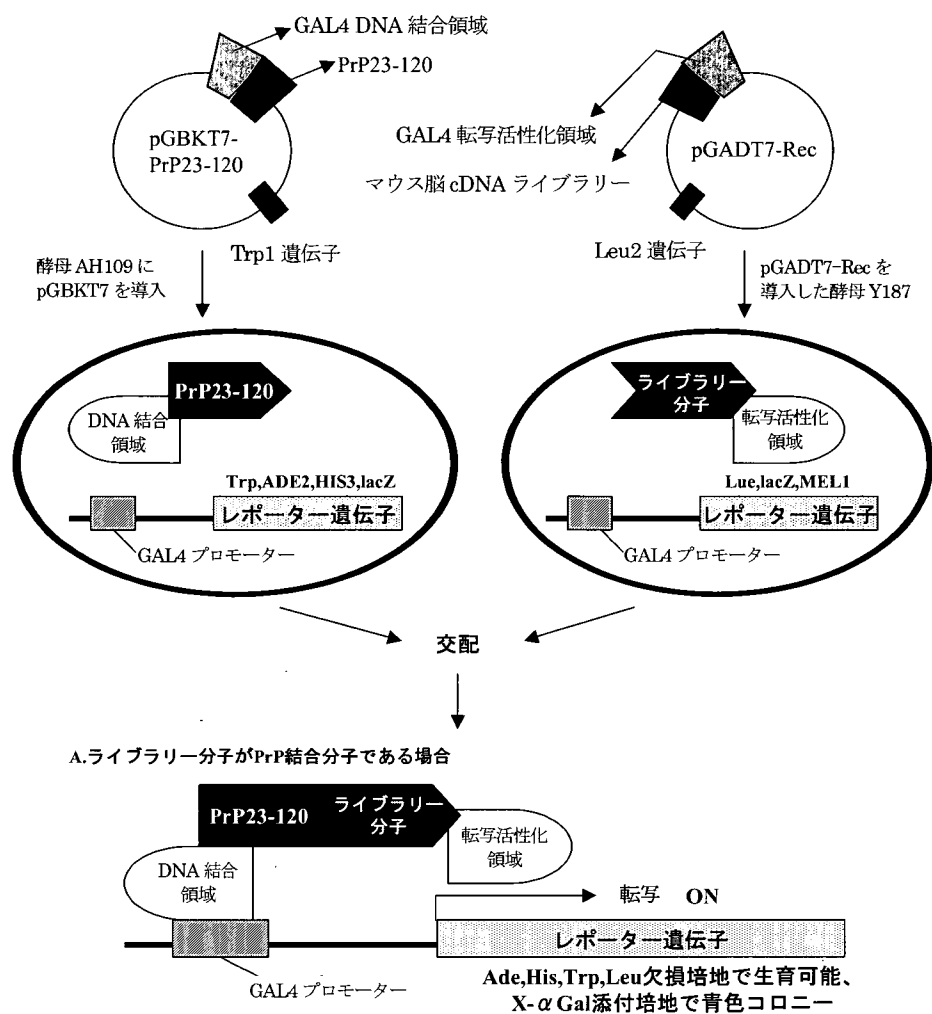 GAL4 DNA 結合領域
PrP23-120
pGBKT7-
PrP23-120
Trp1 遺伝子
GAL4 転写活性化領域
マウス脳 cDNA ライブラリー
pGADT7-Rec
Leu2 遺伝子
酵母 AH109 に
pGBKT7 を導入
pGADT7-Rec を
導入した酵母 Y187
PrP23-120
DNA 結合
領域
Trp,ADE2,HIS3,lacZ
レポーター遺伝子
GAL4 プロモーター
ライブラリー
分子
転写活性化
領域
Lue,lacZ,MEL1
レポーター遺伝子
GAL4 プロモーター
交配
A.ライブラリー分子がPrP結合分子である場合
PrP23-120
ライブラリー
分子
転写活性化
領域
DNA 結合
領域
転写 ON
レポーター遺伝子
GAL4 プロモーター
Ade,His,Trp,Leu欠損培地で生育可能、
X-αGal添付培地で青色コロニー